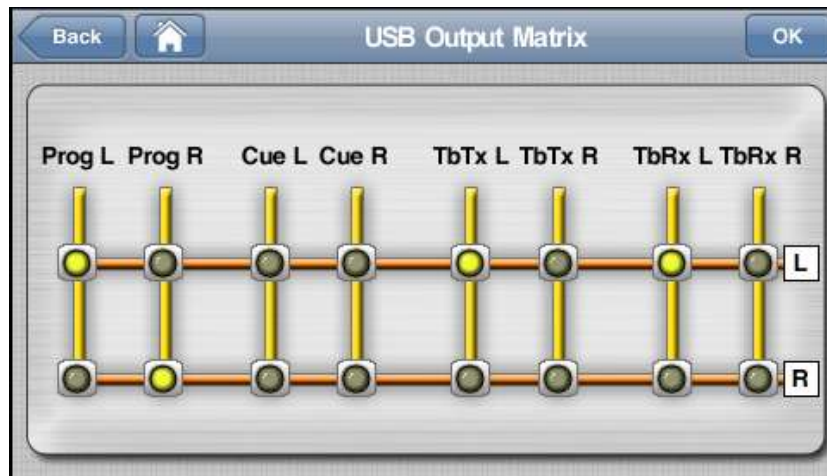 Back USB Output Matrix OK
Prog L Prog R Cue L Cue R TbTx L TbTx R TbRx L TbRx R
L
R